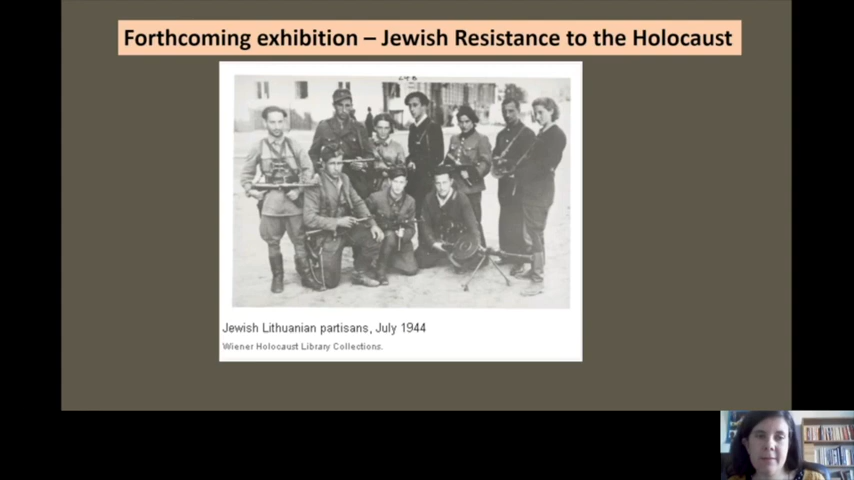 Forthcoming exhibition – Jewish Resistance to the Holocaust
Jewish Lithuanian partisans, July 1944
Wiener Holocaust Library Collections.